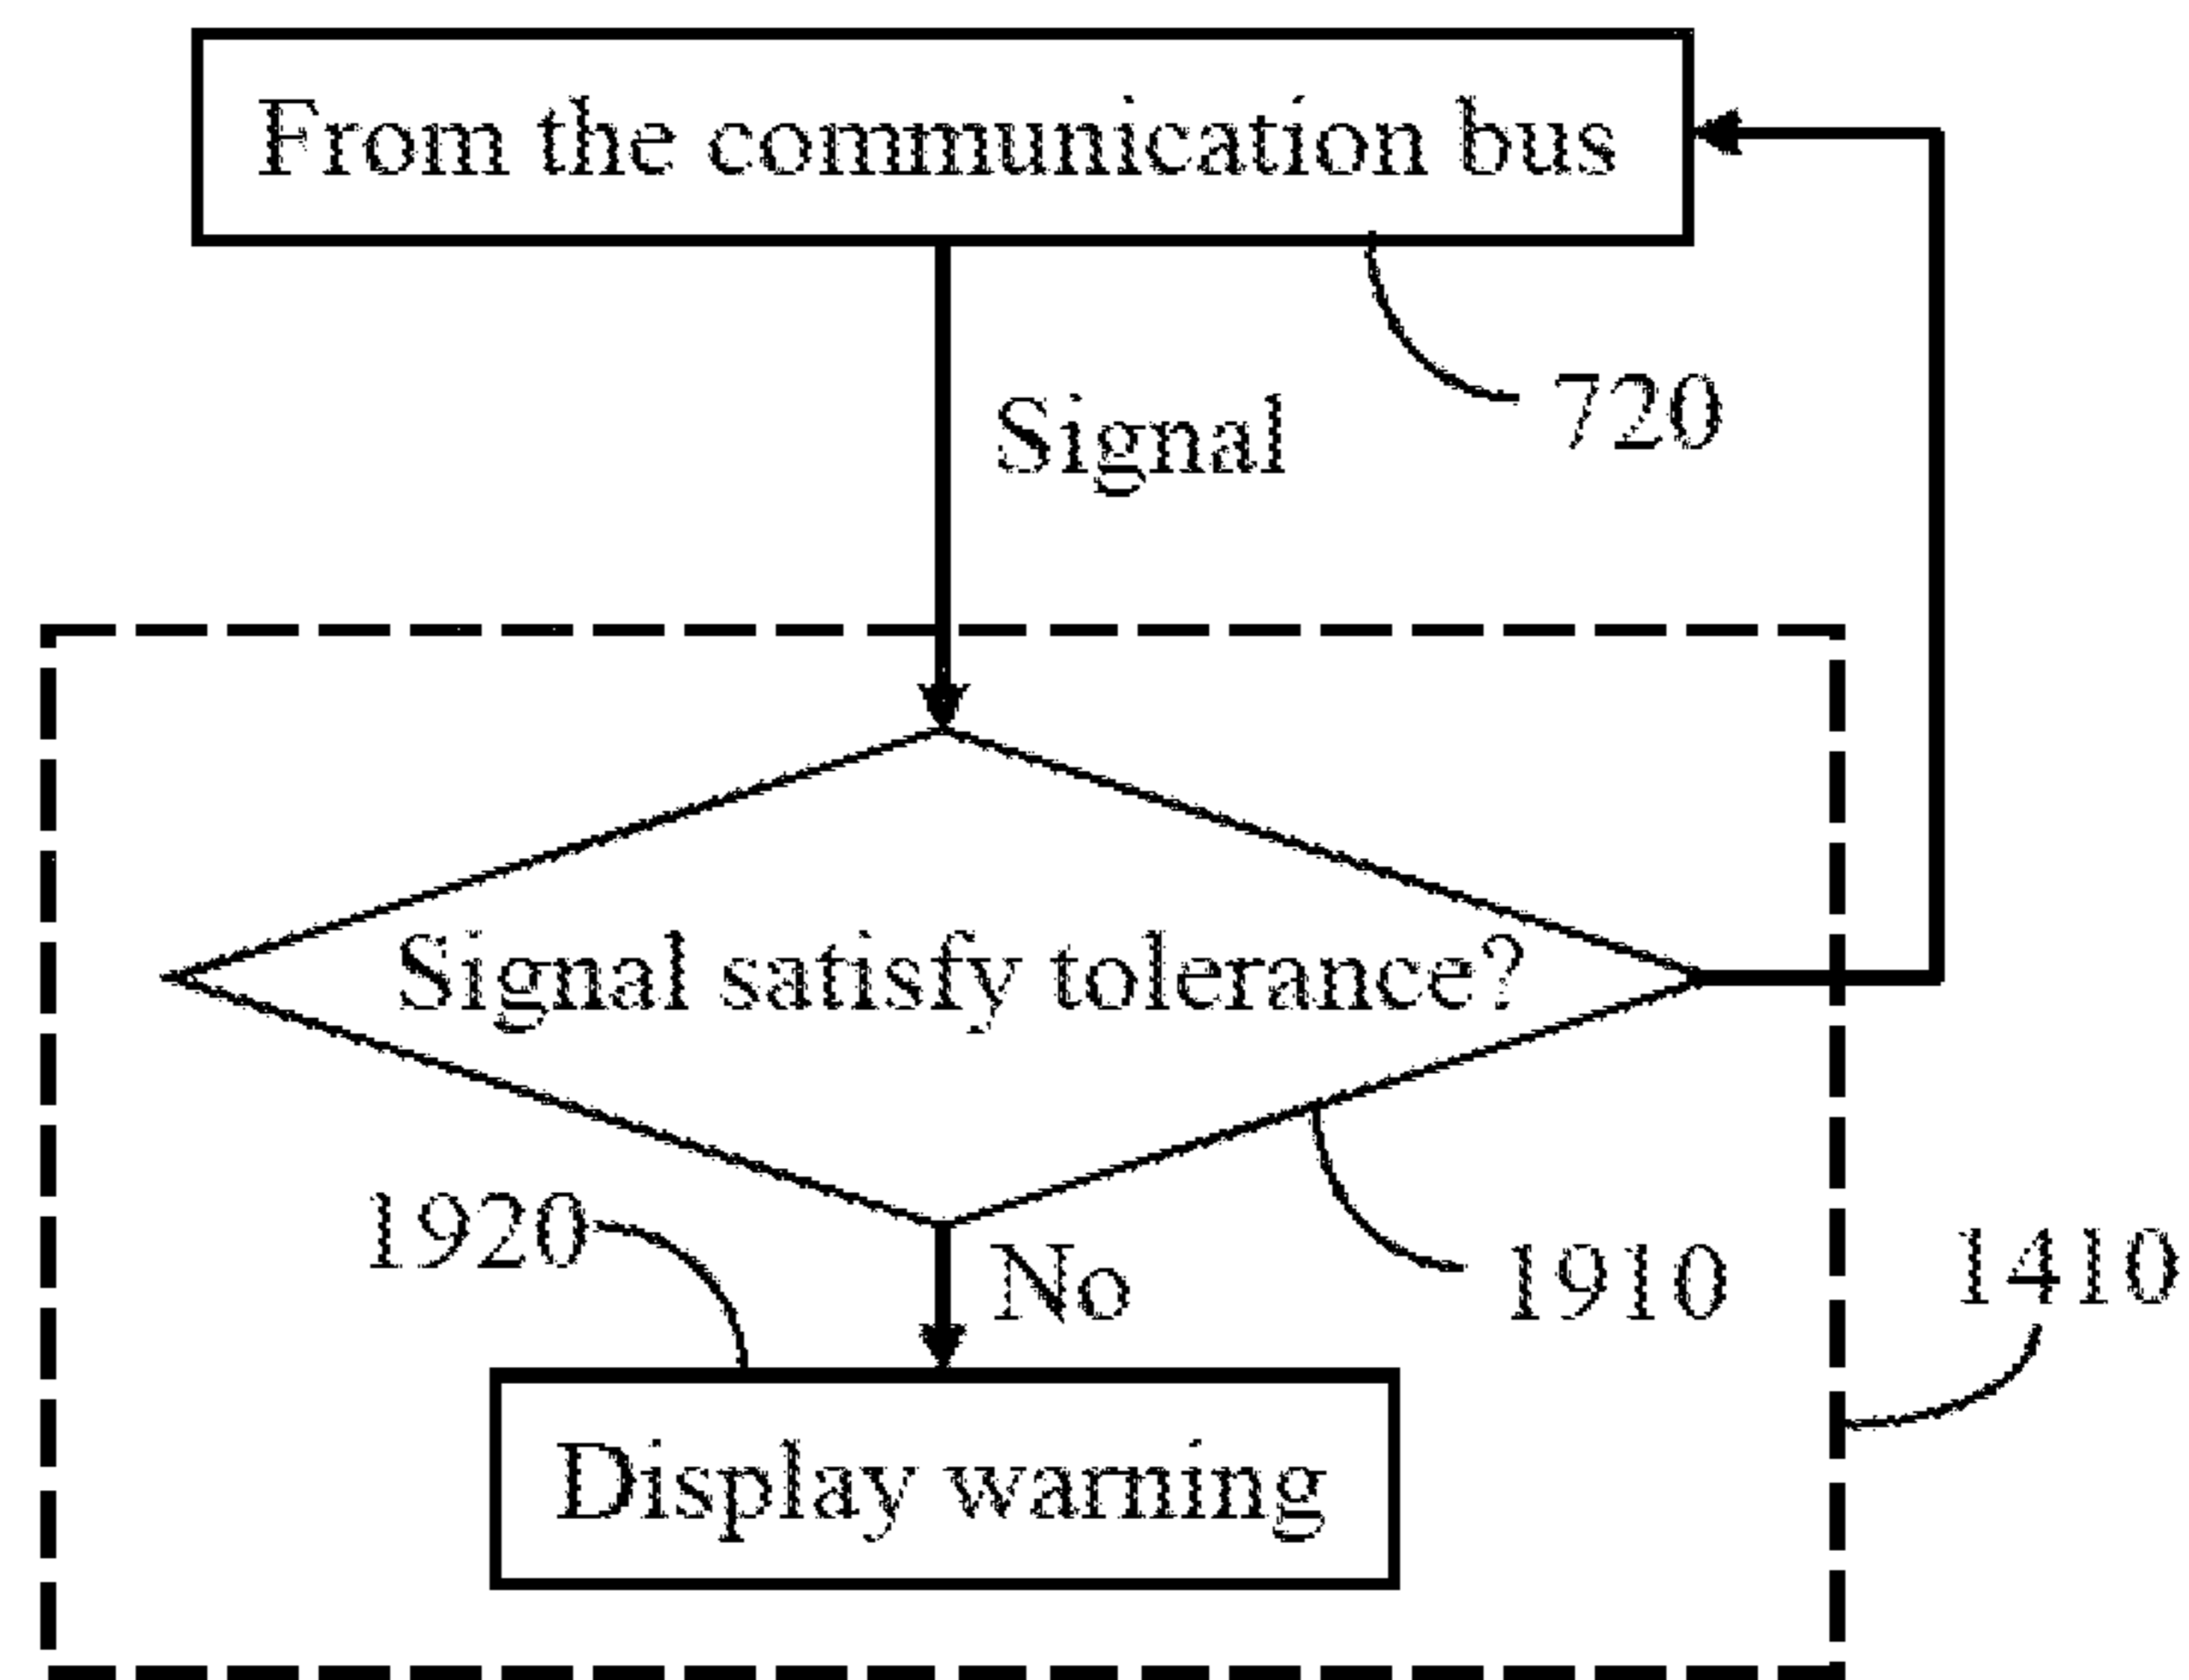 From the communication bus
720
Signal
Signal satisfy tolerance?
1920
No
1910
1410
Display warning